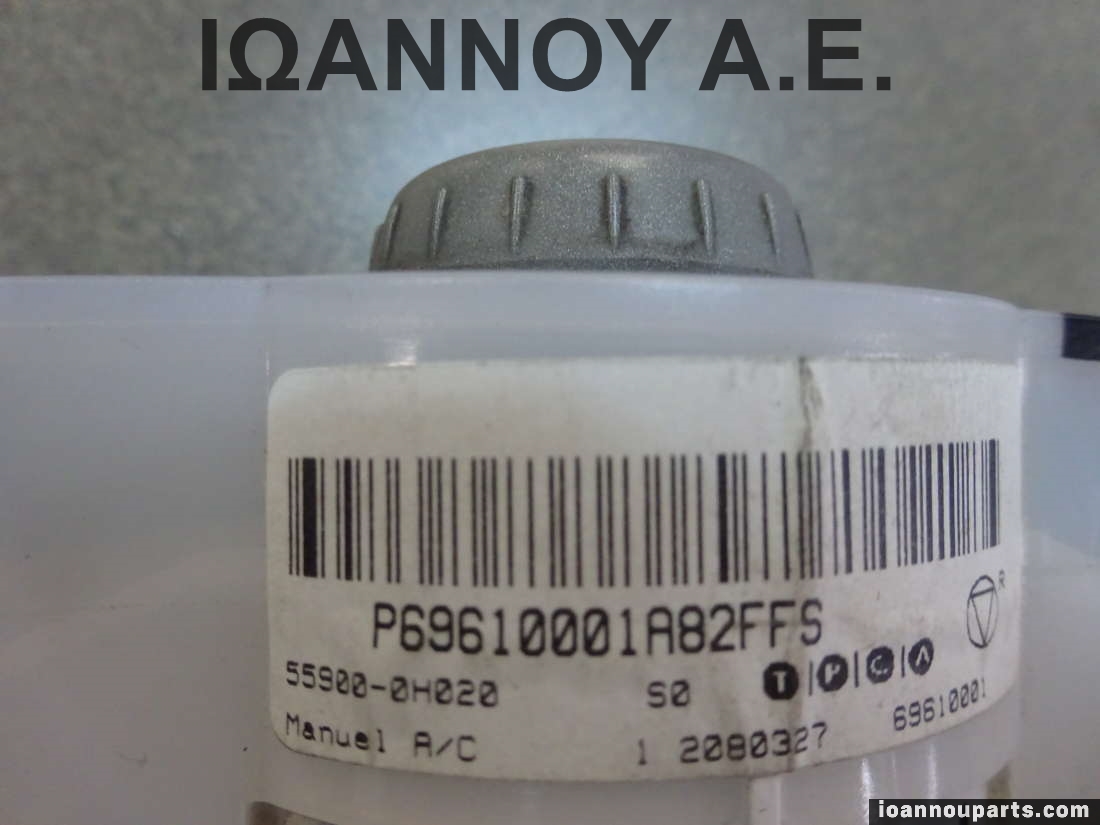 ΙΩΑΝΝΟΥ Α.Ε.
P69610001A82FFS
55900-0H020 S0 T P C A
R
Manuel A/C 1 2080327 69610001
ioannouparts.com